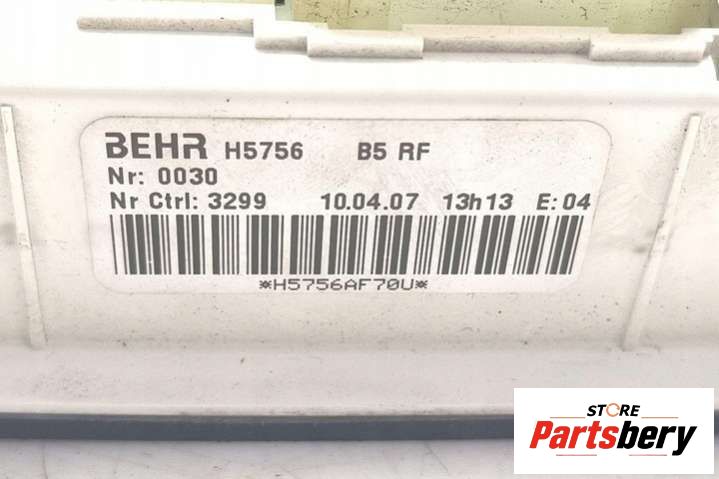 BEHR H5756 B5 RF
Nr: 0030
Nr Ctrl: 3299 10.04.07 13h13 E: 04
*H5756AF70U*
STORE
Partsbery